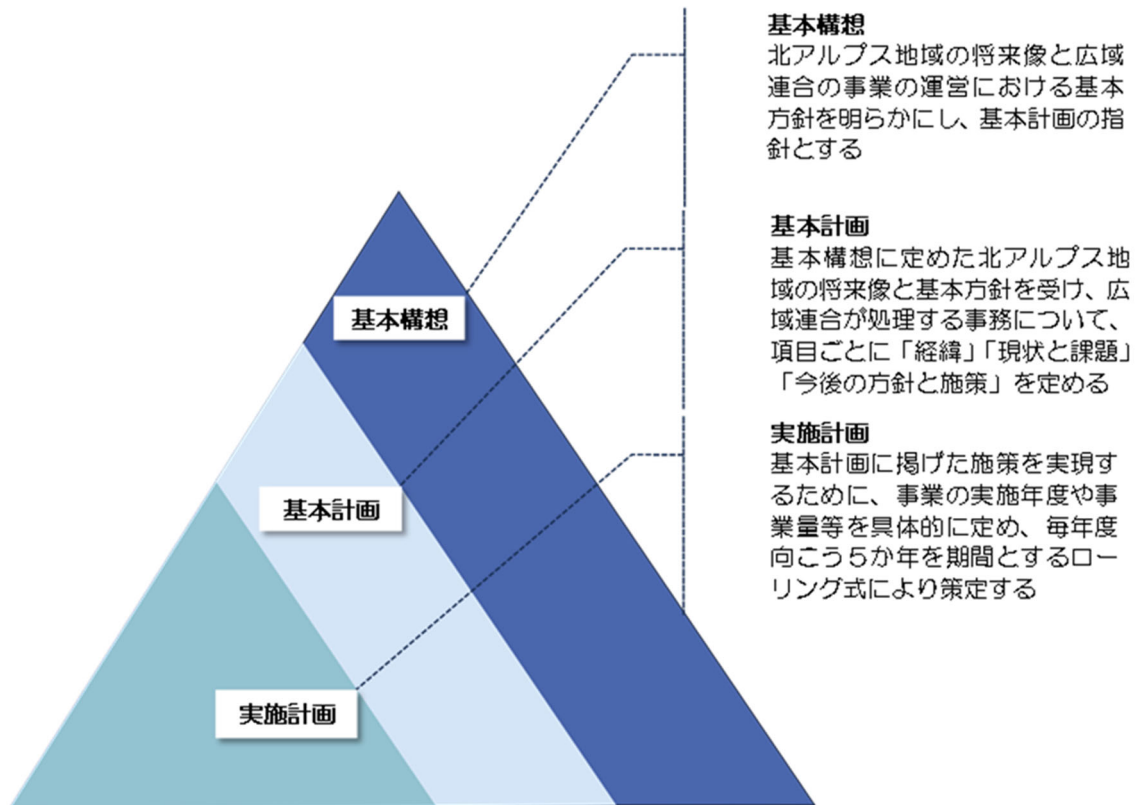 基本構想
北アルプス地域の将来像と広域
連合の事業の運営における基本
方針を明らかにし、基本計画の指
針とする
基本計画
基本構想に定めた北アルプス地
域の将来像と基本方針を受け、広
域連合が処理する事務について、
項目ごとに「経緯」「現状と課題」
「今後の方針と施策」を定める
実施計画
基本計画に掲げた施策を実現す
るために、事業の実施年度や事
業量等を具体的に定め、毎年度
向こう５か年を期間とするロー
リング式により策定する
基本構想
基本計画
実施計画